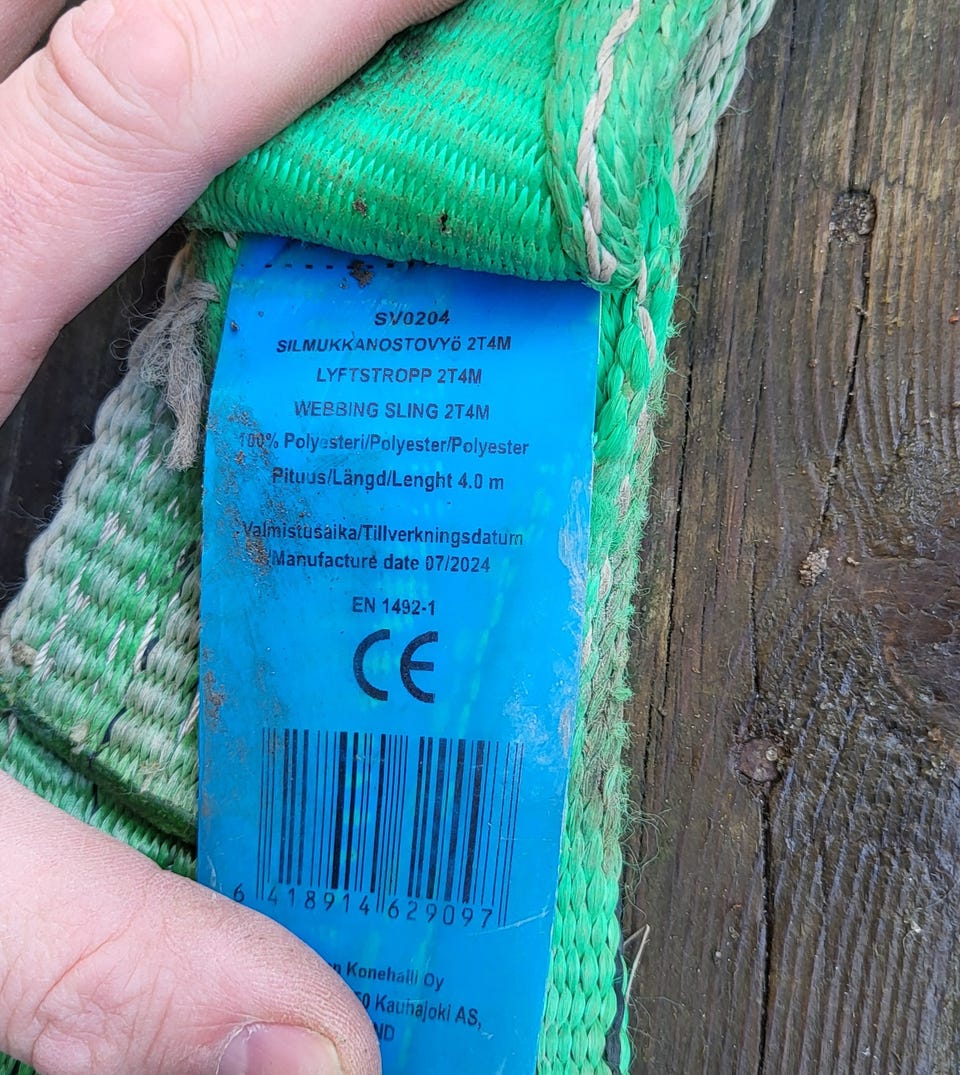 SV0204
SILMUKKANOSTOVYÖ 2T4M
LYFTSTROPP 2T4M
WEBBING SLING 2T4M
100% Polyesteri/Polyester/Polyester
Pituus/Längd/Lenght 4.0 m
Valmistusaika/Tillverkningsdatum
/Manufacture date 07/2024
EN 1492-1
CE
6 418914 629097
Konehalli Oy
Kauhajoki AS,